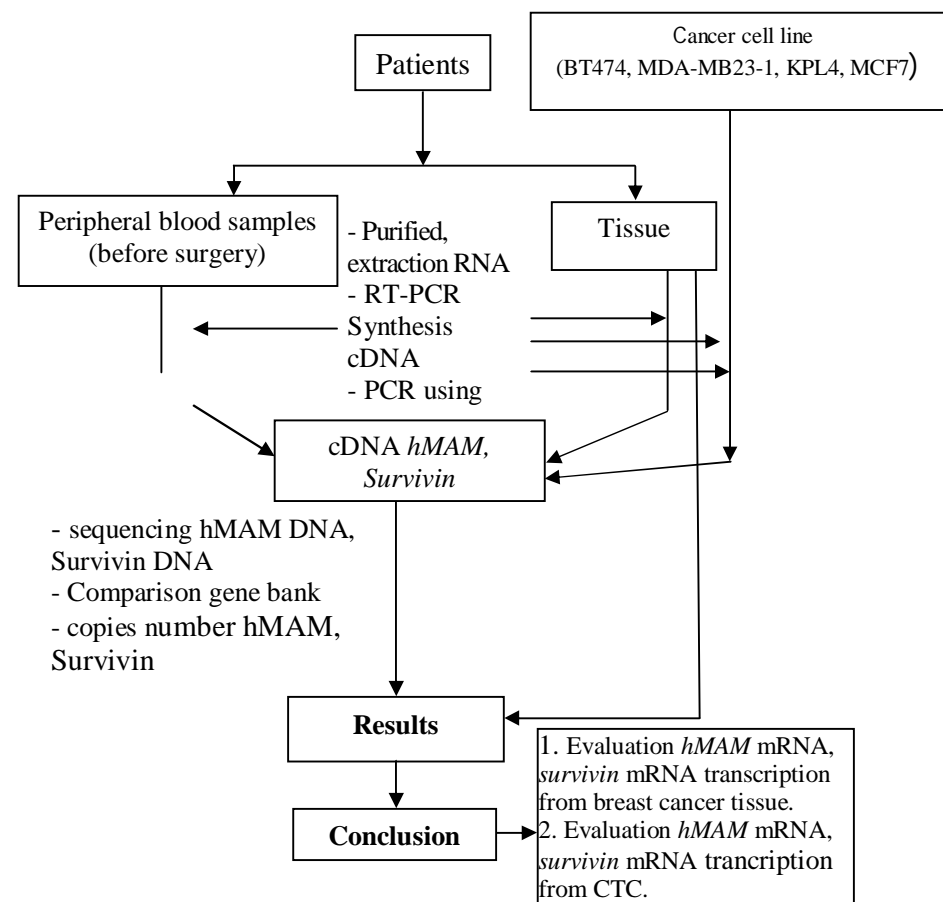 Patients
Cancer cell line
(BT474, MDA-MB23-1, KPL4, MCF7)
Peripheral blood samples
(before surgery)
Tissue
- Purified,
extraction RNA
- RT-PCR
Synthesis
cDNA
- PCR using
cDNA hMAM,
Survivin
- sequencing hMAM DNA,
Survivin DNA
- Comparison gene bank
- copies number hMAM,
Survivin
Results
Conclusion
1. Evaluation hMAM mRNA,
survivin mRNA transcription
from breast cancer tissue.
2. Evaluation hMAM mRNA,
survivin mRNA trancription
from CTC.